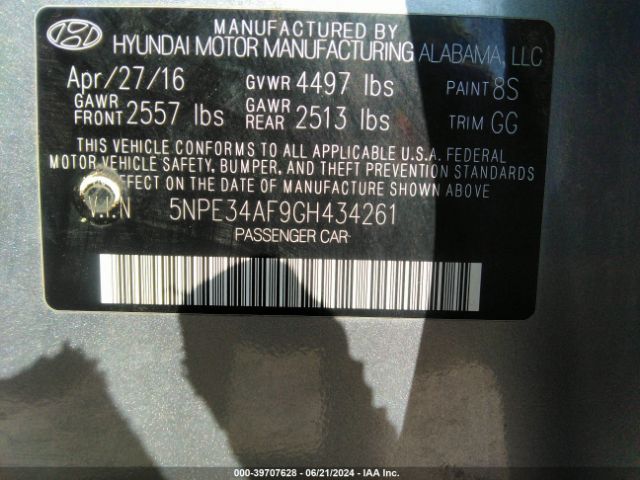 MANUFACTURED BY
HYUNDAI MOTOR MANUFACTURING ALABAMA, LLC
Apr/27/16 GVWR 4497 lbs PAINT 8S
GAWR FRONT 2557 lbs GAWR REAR 2513 lbs TRIM GG
THIS VEHICLE CONFORMS TO ALL APPLICABLE U.S.A. FEDERAL
MOTOR VEHICLE SAFETY, BUMPER, AND THEFT PREVENTION STANDARDS
EFFECT ON THE DATE OF MANUFACTURE SHOWN ABOVE.
V.I.N 5NPE34AF9GH434261
PASSENGER CAR
000-39707628 - 06/21/2024 - IAA Inc.